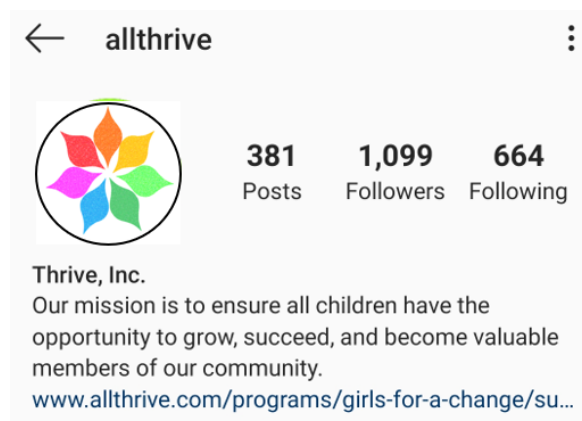 allthrive
381 1,099 664
Posts Followers Following
Thrive, Inc.
Our mission is to ensure all children have the
opportunity to grow, succeed, and become valuable
members of our community.
www.allthrive.com/programs/girls-for-a-change/su...